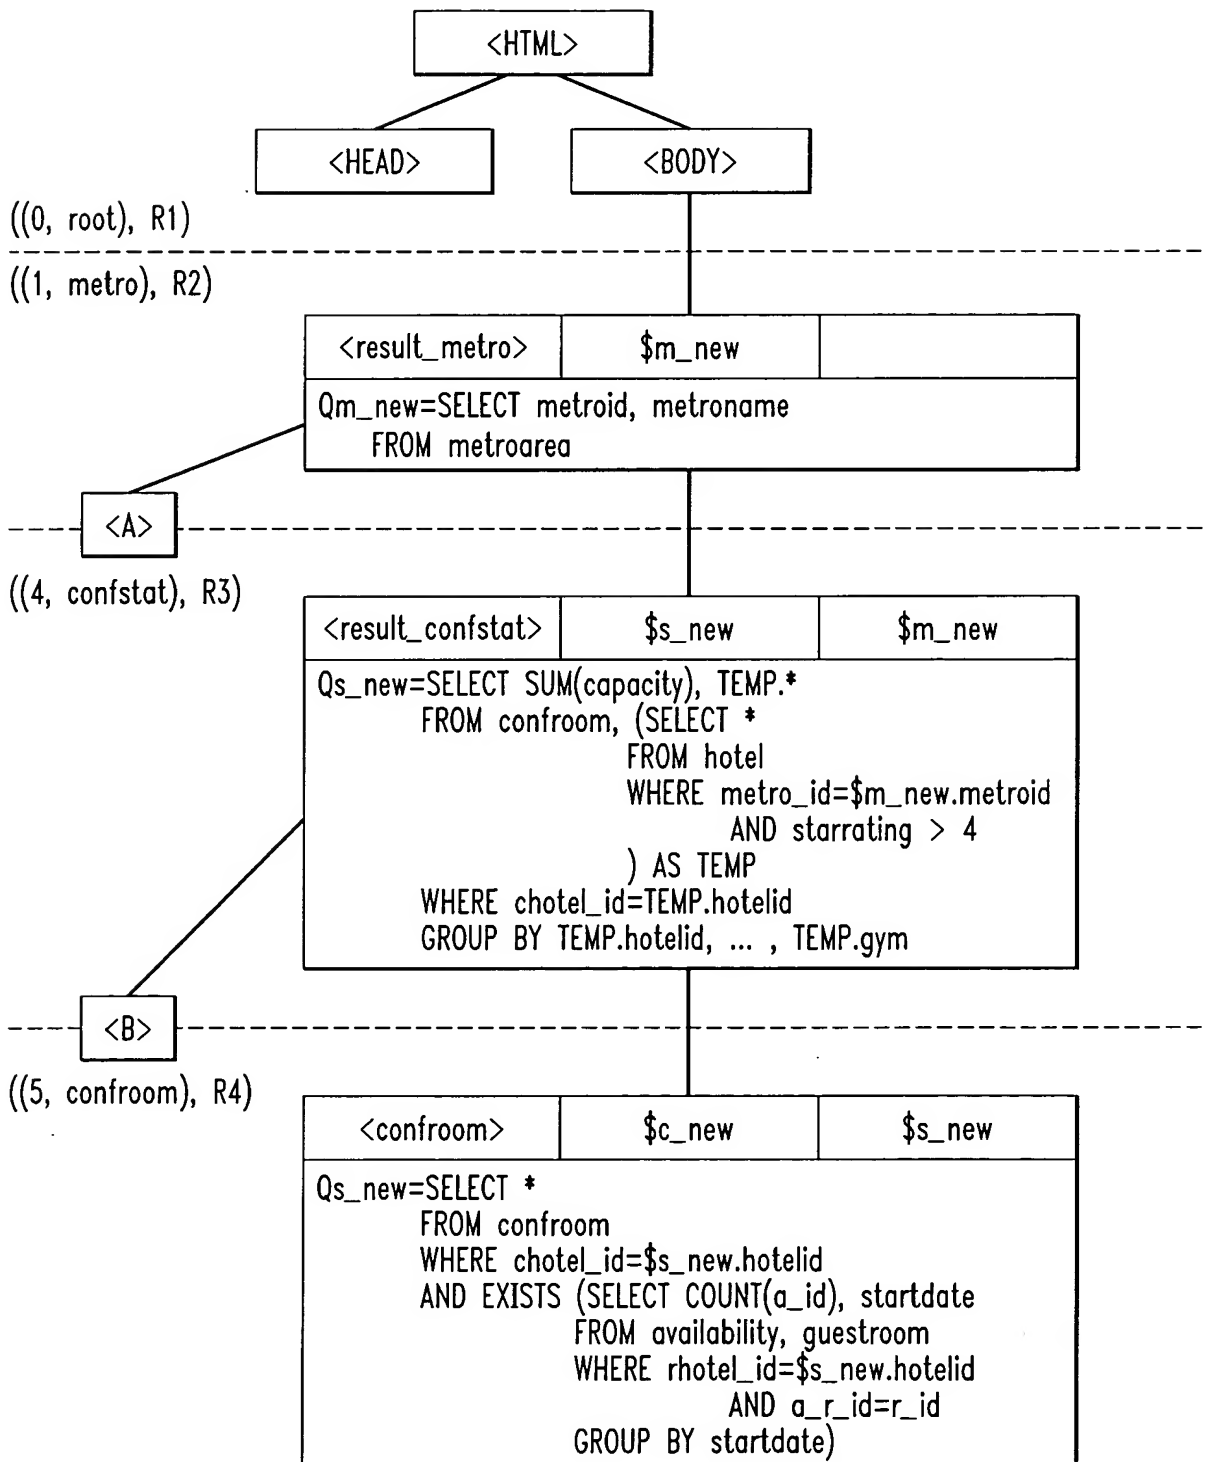 <HTML>
<HEAD> <BODY>
((0, root), R1)
((1, metro), R2)
<result_metro> $m_new
Qm_new=SELECT metroid, metroname
FROM metroarea
<A>
((4, confstat), R3)
<result_confstat> $s_new $m_new
Qs_new=SELECT SUM(capacity), TEMP.*
FROM confroom, (SELECT *
FROM hotel
WHERE metro_id=$m_new.metroid
AND starrating > 4
) AS TEMP
WHERE chotel_id=TEMP.hotelid
GROUP BY TEMP.hotelid, ... , TEMP.gym
<B>
((5, confroom), R4)
<confroom> $c_new $s_new
Qs_new=SELECT *
FROM confroom
WHERE chotel_id=$s_new.hotelid
AND EXISTS (SELECT COUNT(a_id), startdate
FROM availability, guestroom
WHERE rhotel_id=$s_new.hotelid
AND a_r_id=r_id
GROUP BY startdate)